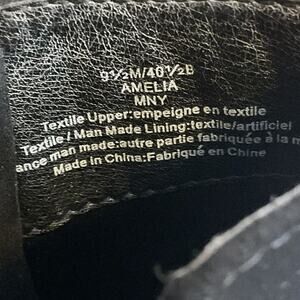 9½M/40½B
AMELIA
MNY
Textile Upper:empeigne en textile
Textile / Man Made Lining:textile/artificiel
ance man made:autre partie fabriquée à la m
Made in China:Fabriqué en Chine